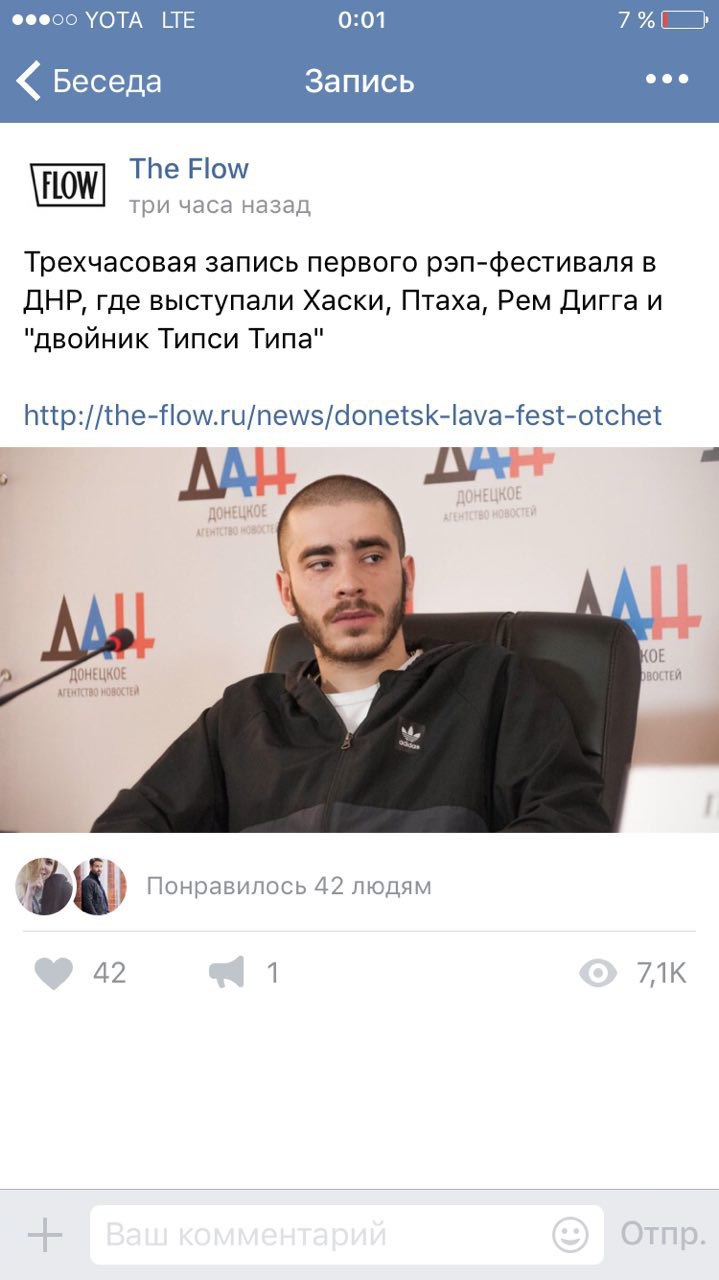 YOTA LTE 0:01 7 %
Беседа Запись
FLOW The Flow
три часа назад
Трехчасовая запись первого рэп-фестиваля в
ДНР, где выступали Хаски, Птаха, Рем Дигга и
"двойник Типси Типа"
http://the-flow.ru/news/donetsk-lava-fest-otchet
ДАН
ДОНЕЦКОЕ
АГЕНТСТВО НОВОСТЕЙ
ДАН
ДОНЕЦКОЕ
АГЕНТСТВО НОВОСТЕЙ
ДАН
ДОНЕЦКОЕ
АГЕНТСТВО НОВОСТЕЙ
ДАН
КОЕ
ОВОСТЕЙ
adidas
Понравилось 42 людям
42 1 7,1K
Ваш комментарий Отпр.